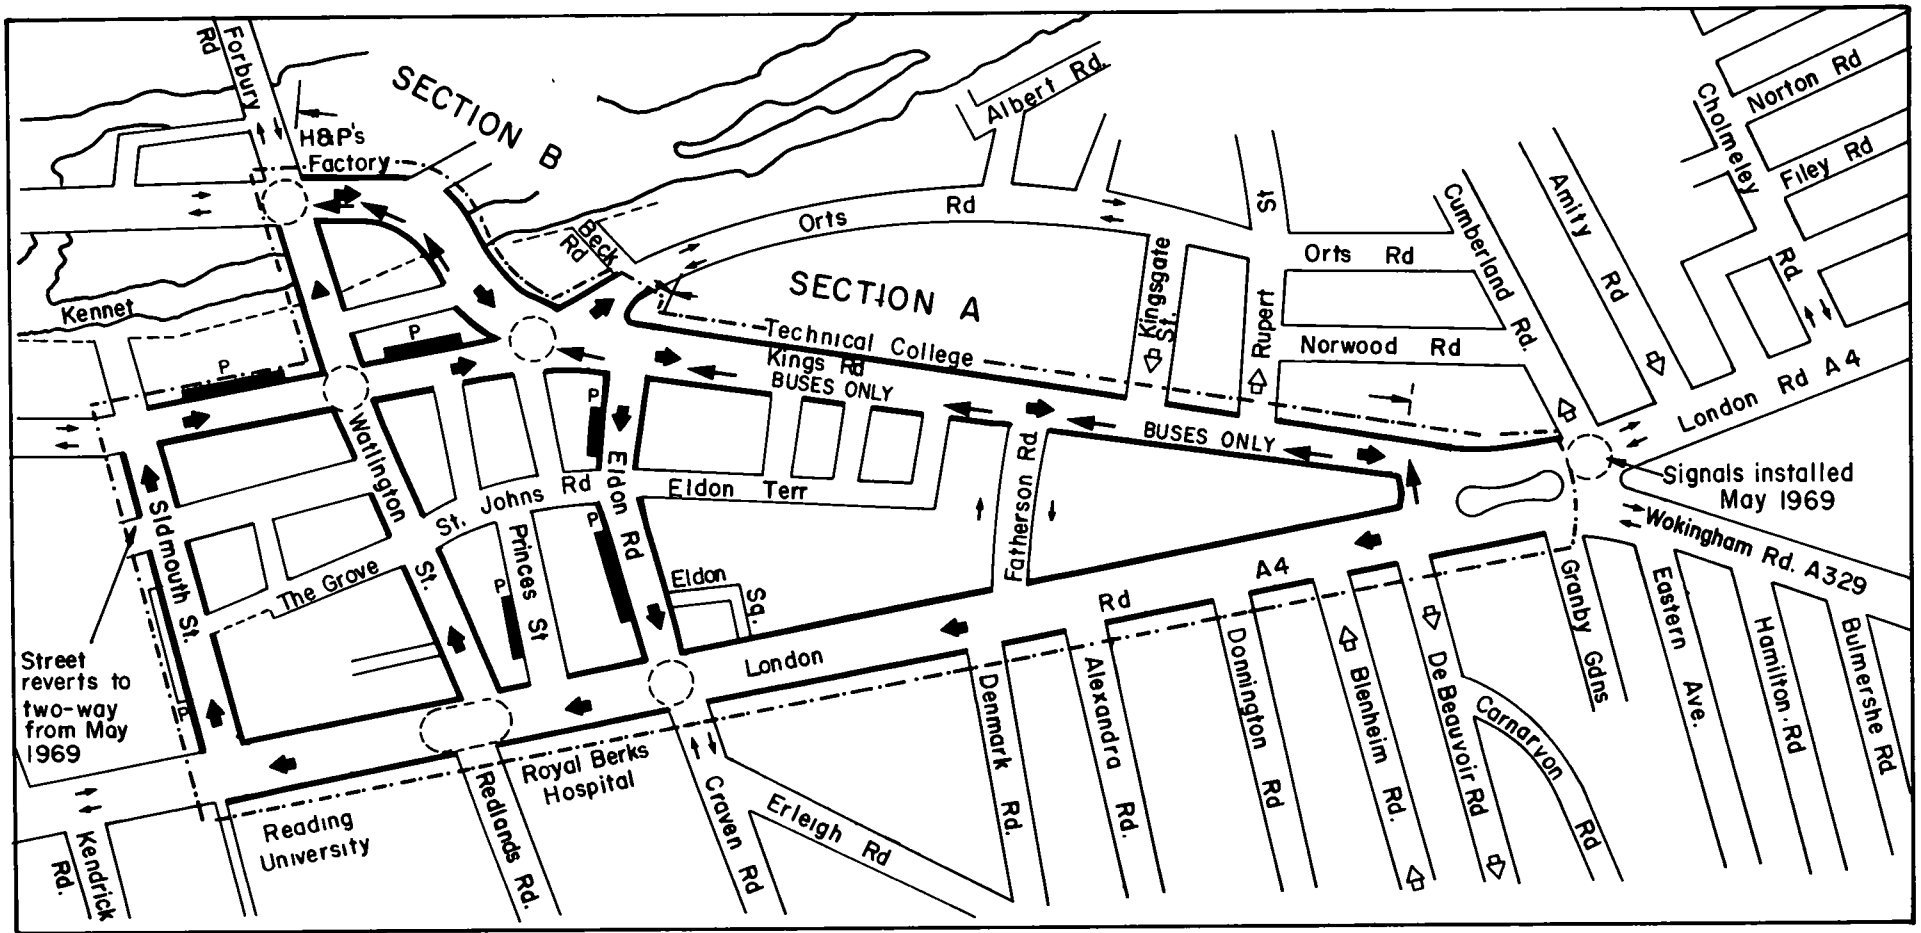 Forbury
Rd
SECTION B
H&P's
Factory
Albert Rd.
Norton Rd
Cholmeley
Rd
Filey Rd
Amity Rd
Cumberland Rd.
St
Rupert
Orts Rd
Beck
Rd
Orts Rd
Kingsgate
St.
SECTION A
Kennet
Technical College
Kings Rd
BUSES ONLY
Norwood Rd
London Rd A4
P
P
P
BUSES ONLY
Signals installed
May 1969
Watlington
St.
Sidmouth St.
St. Johns Rd
Eldon Rd
Eldon Terr
Fatherson Rd
Wokingham Rd. A329
P
P
P
Princes St
The Grove
Eldon
Sq.
A4
Rd
London
Street
reverts to
two-way
from May
1969
Granby Gdns
Eastern Ave.
Hamilton Rd
Bulmershe Rd
Denmark Rd.
Alexandra Rd.
Donnington Rd
Blenheim Rd.
De Beauvoir Rd
Carnarvon Rd
Royal Berks
Hospital
Redlands Rd.
Craven Rd
Erleigh Rd
Reading
University
Kendrick
Rd.